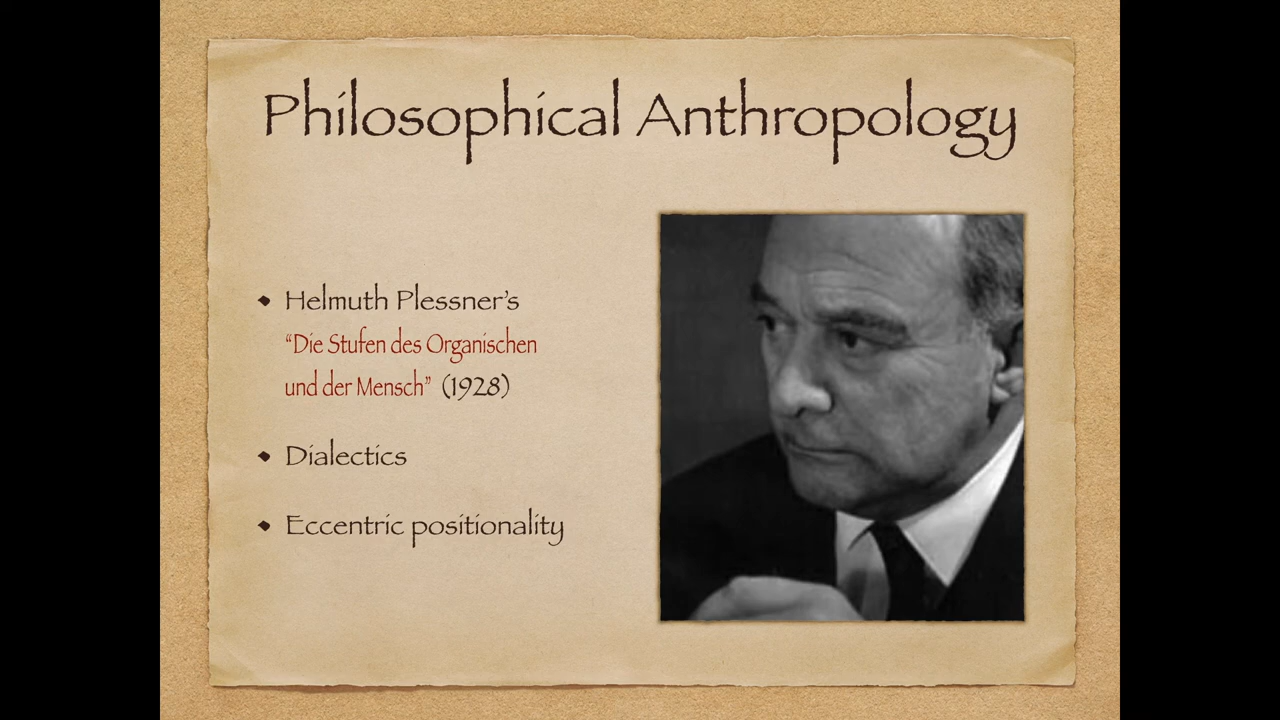 Philosophical Anthropology
• Helmuth Plessner’s
“Die Stufen des Organischen
und der Mensch” (1928)
• Dialectics
• Eccentric positionality